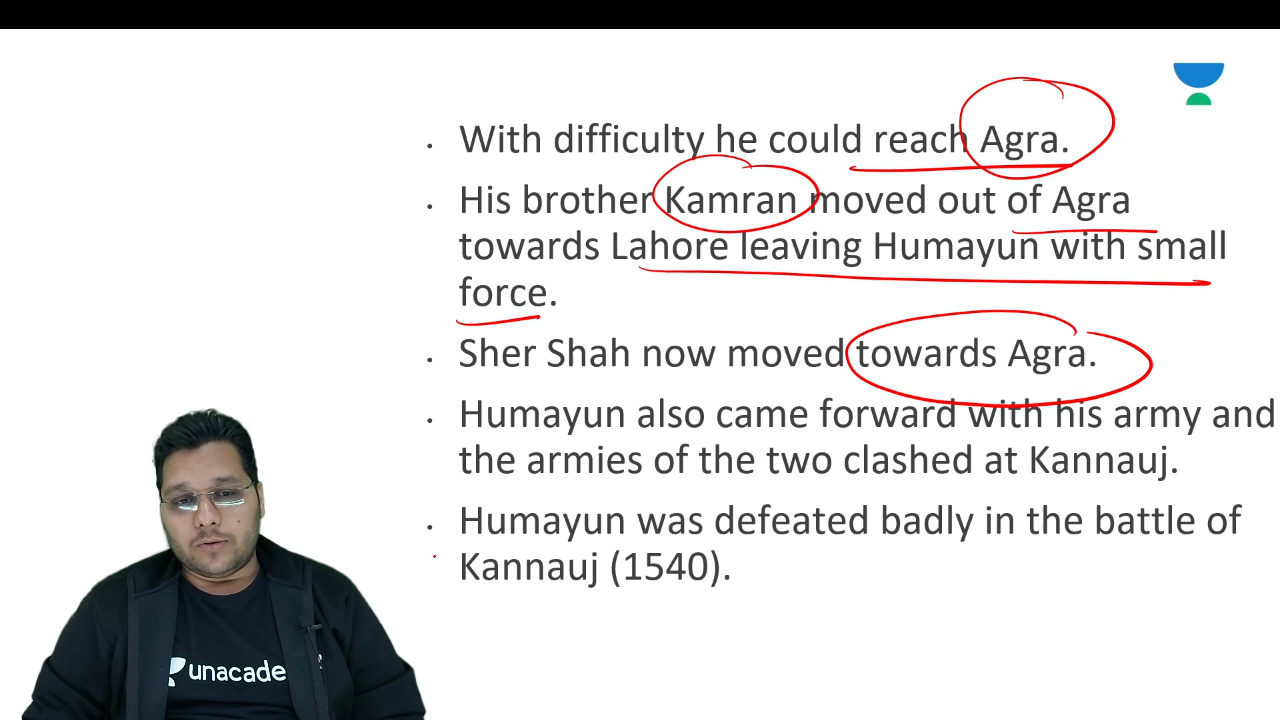 • With difficulty he could reach Agra.
• His brother Kamran moved out of Agra
towards Lahore leaving Humayun with small
force.
• Sher Shah now moved towards Agra.
• Humayun also came forward with his army and
the armies of the two clashed at Kannauj.
• Humayun was defeated badly in the battle of
Kannauj (1540).
unacade